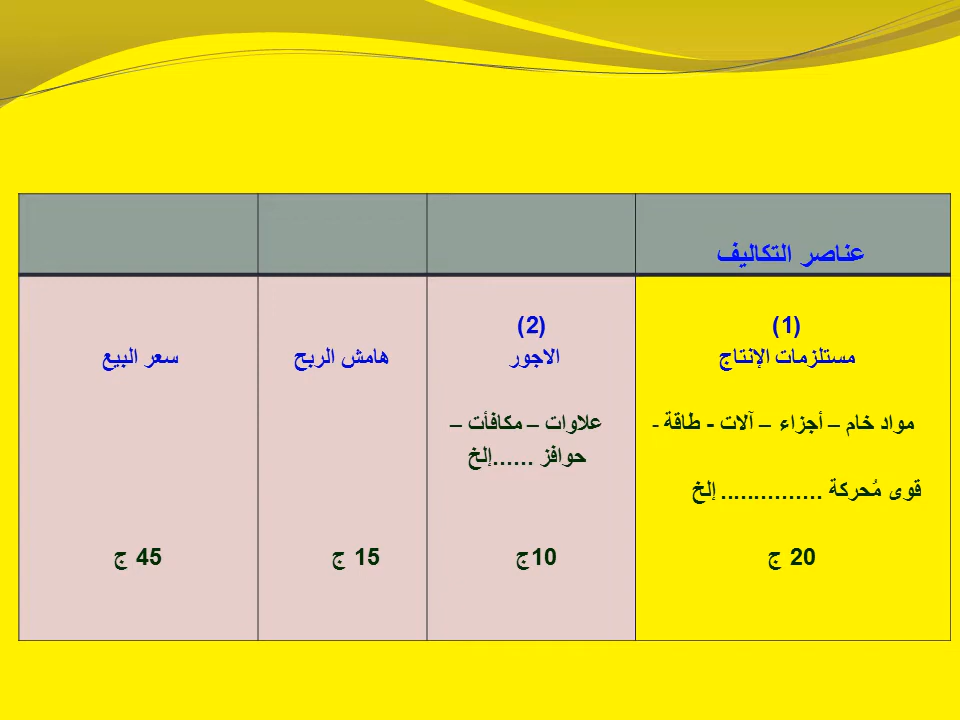 عناصر التكاليف
(1)
مستلزمات الإنتاج
مواد خام – أجزاء – آلات - طاقة -
قوى مُحركة ............... إلخ
20 ج
(2)
الاجور
علاوات – مكافأت –
حوافز ......إلخ
10ج
هامش الربح
15 ج
سعر البيع
45 ج